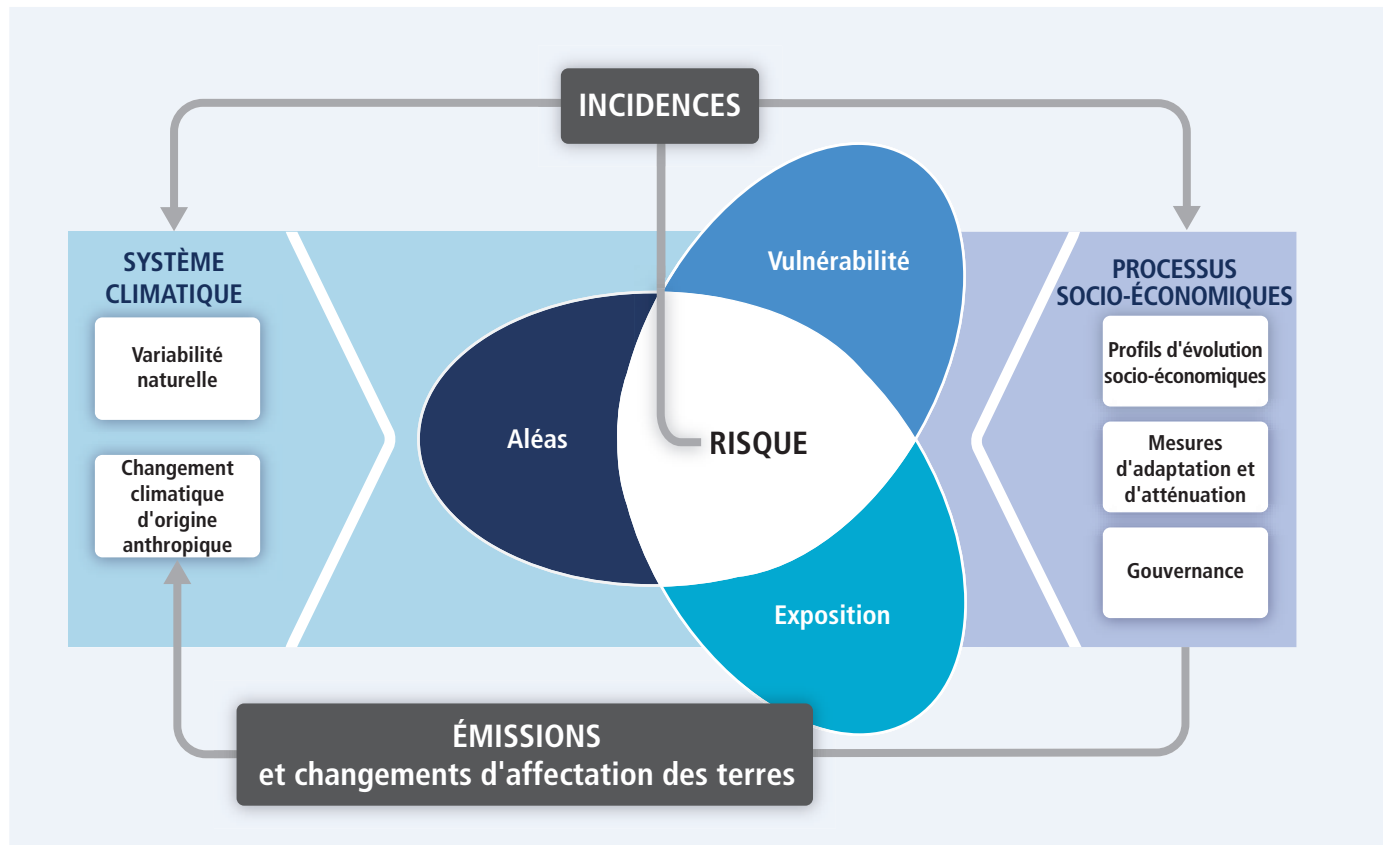 INCIDENCES
SYSTÈME
CLIMATIQUE
Variabilité
naturelle
Changement
climatique
d'origine
anthropique
Vulnérabilité
Aléas
RISQUE
Exposition
PROCESSUS
SOCIO-ÉCONOMIQUES
Profils d'évolution
socio-économiques
Mesures
d'adaptation et
d'atténuation
Gouvernance
ÉMISSIONS
et changements d'affectation des terres